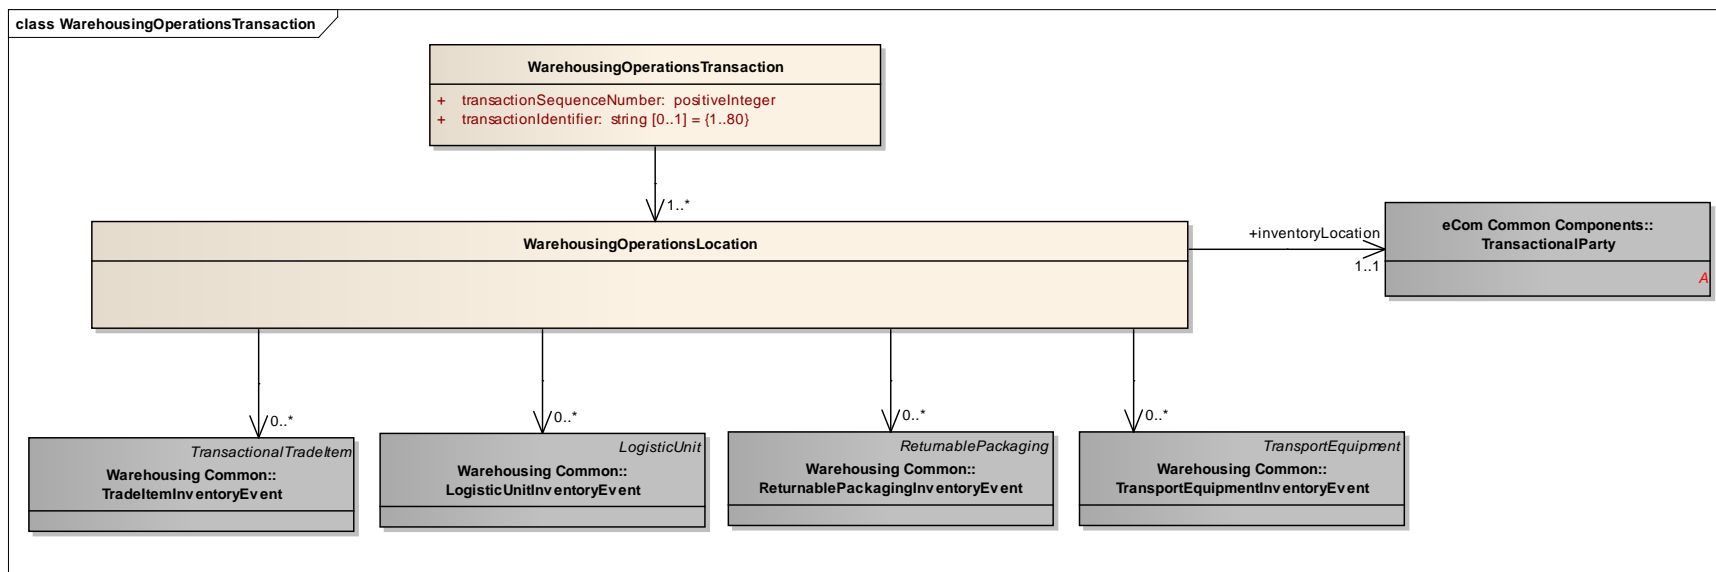 class WarehousingOperationsTransaction
WarehousingOperationsTransaction
+ transactionSequenceNumber: positiveInteger
+ transactionIdentifier: string [0..1] = {1..80}
1..*
WarehousingOperationsLocation
+inventoryLocation
1..1
eCom Common Components::
TransactionalParty
A
0..*
0..*
0..*
0..*
TransactionalTradeItem
Warehousing Common::
TradeItemInventoryEvent
LogisticUnit
Warehousing Common::
LogisticUnitInventoryEvent
ReturnablePackaging
Warehousing Common::
ReturnablePackagingInventoryEvent
TransportEquipment
Warehousing Common::
TransportEquipmentInventoryEvent